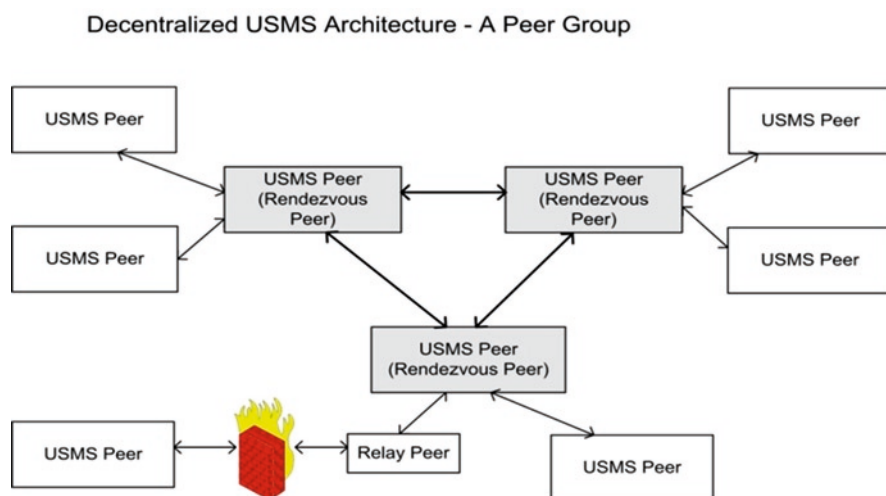 Decentralized USMS Architecture - A Peer Group
USMS Peer
USMS Peer
USMS Peer
(Rendezvous
Peer)
USMS Peer
(Rendezvous
Peer)
USMS Peer
USMS Peer
USMS Peer
(Rendezvous Peer)
USMS Peer
Relay Peer
USMS Peer